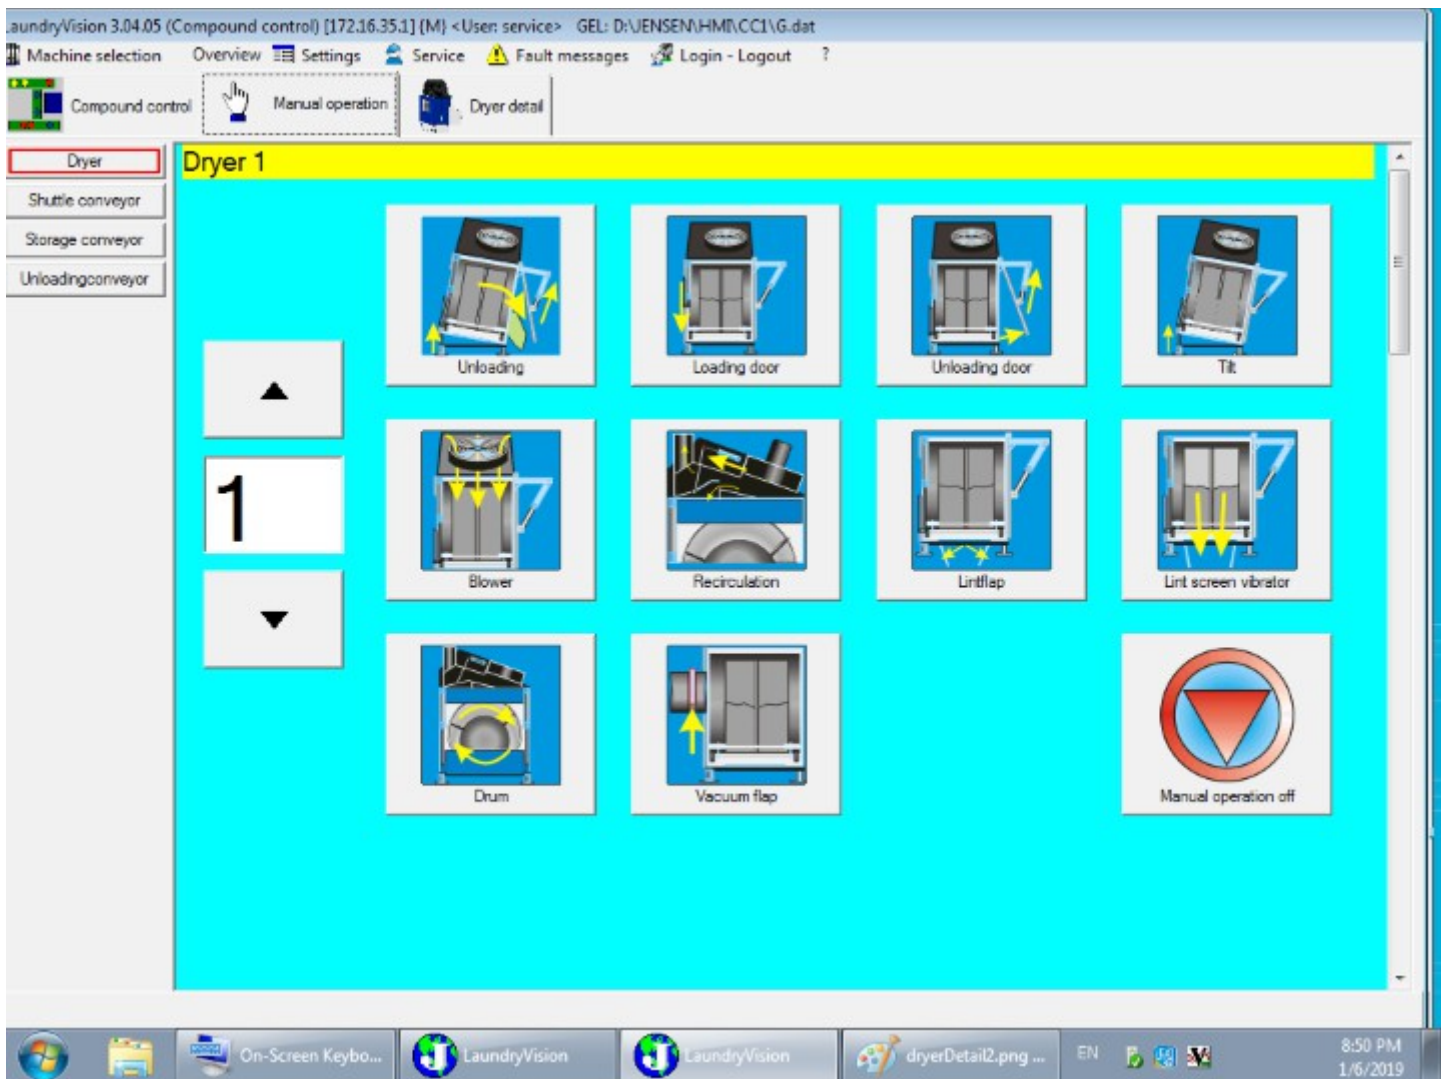 LaundryVision 3.04.05 (Compound control) [172.16.35.1] {M} <User: service> GEL: D:\JENSEN\HMI\CC1\G.dat
Machine selection Overview Settings Service Fault messages Login - Logout ?
Compound control Manual operation Dryer detail
Dryer
Shuttle conveyor
Storage conveyor
Unloadingconveyor
Dryer 1
1
Unloading Loading door Unloading door Tilt
Blower Recirculation Lintflap Lint screen vibrator
Drum Vacuum flap Manual operation off
On-Screen Keybo... LaundryVision LaundryVision dryerDetail2.png ... EN 8:50 PM
1/6/2019